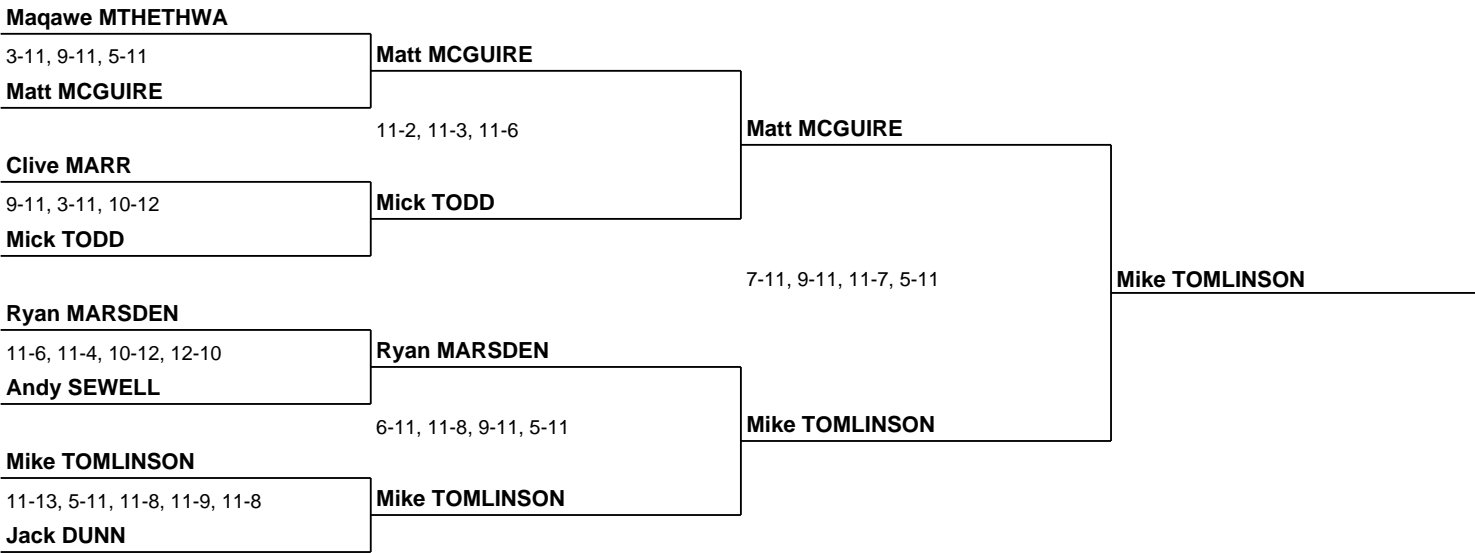 Maqawe MTHETHWA
3-11, 9-11, 5-11
Matt MCGUIRE
Matt MCGUIRE
11-2, 11-3, 11-6
Matt MCGUIRE
Clive MARR
9-11, 3-11, 10-12
Mick TODD
Mick TODD
7-11, 9-11, 11-7, 5-11
Mike TOMLINSON
Ryan MARSDEN
11-6, 11-4, 10-12, 12-10
Ryan MARSDEN
Andy SEWELL
6-11, 11-8, 9-11, 5-11
Mike TOMLINSON
Mike TOMLINSON
11-13, 5-11, 11-8, 11-9, 11-8
Mike TOMLINSON
Jack DUNN